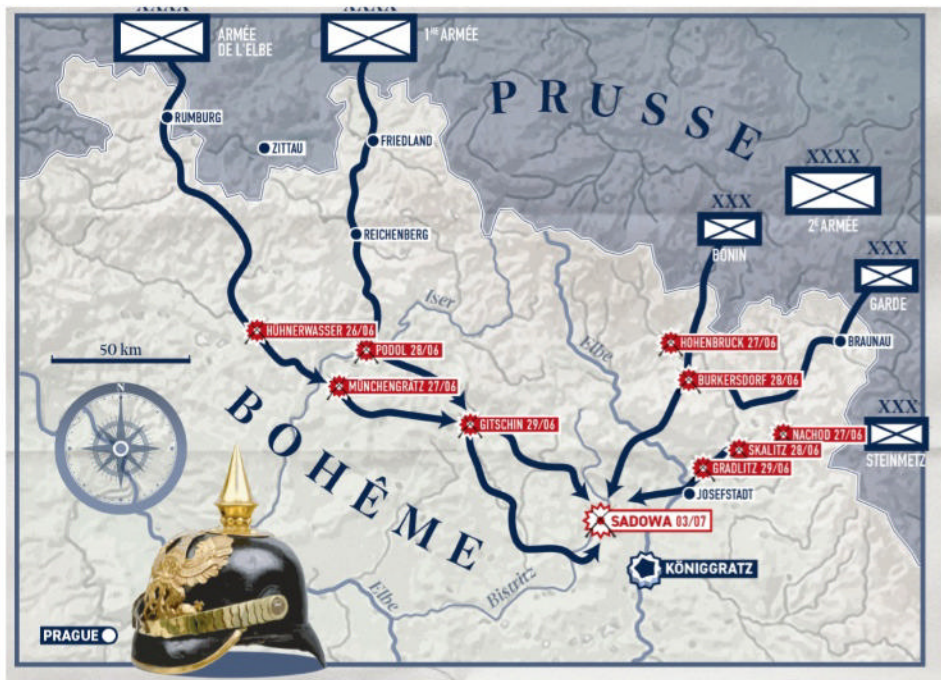 XXXX
ARMÉE
DE L'ELBE
XXXX
1RE ARMÉE
PRUSSE
RUMBURG
ZITTAU
FRIEDLAND
XXXX
2E ARMÉE
XXX
BONIN
REICHENBERG
XXX
GARDE
Iser
HÜHNERWASSER 26/06
Elbe
HOHENBRUCK 27/06
BRAUNAU
50 km
PODOL 28/06
N
MÜNCHENGRÄTZ 27/06
BURKERSDORF 28/06
XXX
STEINMETZ
BOHÊME
GITSCHIN 29/06
NACHOD 27/06
SKALITZ 28/06
GRADLITZ 29/06
JOSEFSTADT
SADOWA 03/07
KÖNIGGRATZ
Elbe
Bistritz
PRAGUE